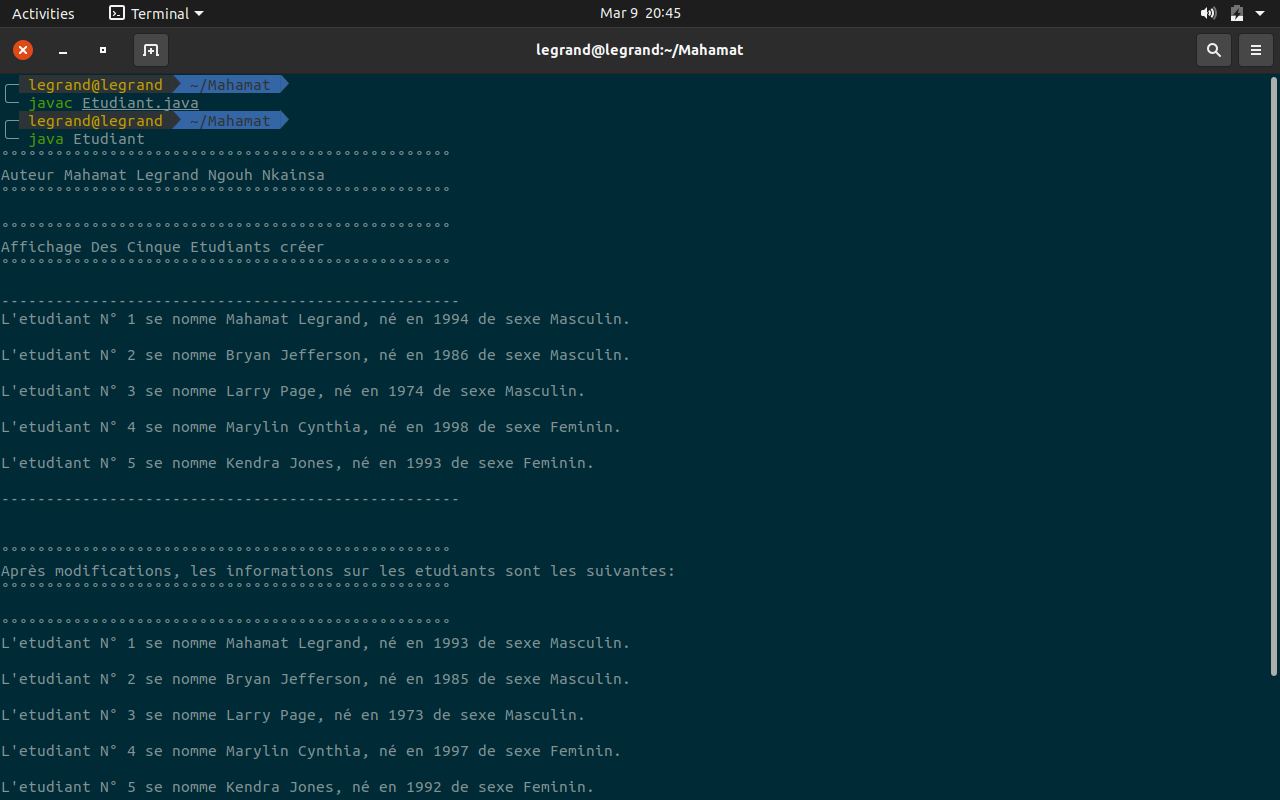 Activities Terminal Mar 9 20:45
legrand@legrand:~/Mahamat
legrand@legrand ~/Mahamat
javac Etudiant.java
legrand@legrand ~/Mahamat
java Etudiant
°°°°°°°°°°°°°°°°°°°°°°°°°°°°°°°°°°°°°°°°°°°°°°°°°°
Auteur Mahamat Legrand Ngouh Nkainsa
°°°°°°°°°°°°°°°°°°°°°°°°°°°°°°°°°°°°°°°°°°°°°°°°°°
°°°°°°°°°°°°°°°°°°°°°°°°°°°°°°°°°°°°°°°°°°°°°°°°°°
Affichage Des Cinque Etudiants créer
°°°°°°°°°°°°°°°°°°°°°°°°°°°°°°°°°°°°°°°°°°°°°°°°°°
---------------------------------------------------
L'etudiant N° 1 se nomme Mahamat Legrand, né en 1994 de sexe Masculin.
L'etudiant N° 2 se nomme Bryan Jefferson, né en 1986 de sexe Masculin.
L'etudiant N° 3 se nomme Larry Page, né en 1974 de sexe Masculin.
L'etudiant N° 4 se nomme Marylin Cynthia, né en 1998 de sexe Feminin.
L'etudiant N° 5 se nomme Kendra Jones, né en 1993 de sexe Feminin.
---------------------------------------------------
°°°°°°°°°°°°°°°°°°°°°°°°°°°°°°°°°°°°°°°°°°°°°°°°°°
Après modifications, les informations sur les etudiants sont les suivantes:
°°°°°°°°°°°°°°°°°°°°°°°°°°°°°°°°°°°°°°°°°°°°°°°°°°
°°°°°°°°°°°°°°°°°°°°°°°°°°°°°°°°°°°°°°°°°°°°°°°°°°
L'etudiant N° 1 se nomme Mahamat Legrand, né en 1993 de sexe Masculin.
L'etudiant N° 2 se nomme Bryan Jefferson, né en 1985 de sexe Masculin.
L'etudiant N° 3 se nomme Larry Page, né en 1973 de sexe Masculin.
L'etudiant N° 4 se nomme Marylin Cynthia, né en 1997 de sexe Feminin.
L'etudiant N° 5 se nomme Kendra Jones, né en 1992 de sexe Feminin.